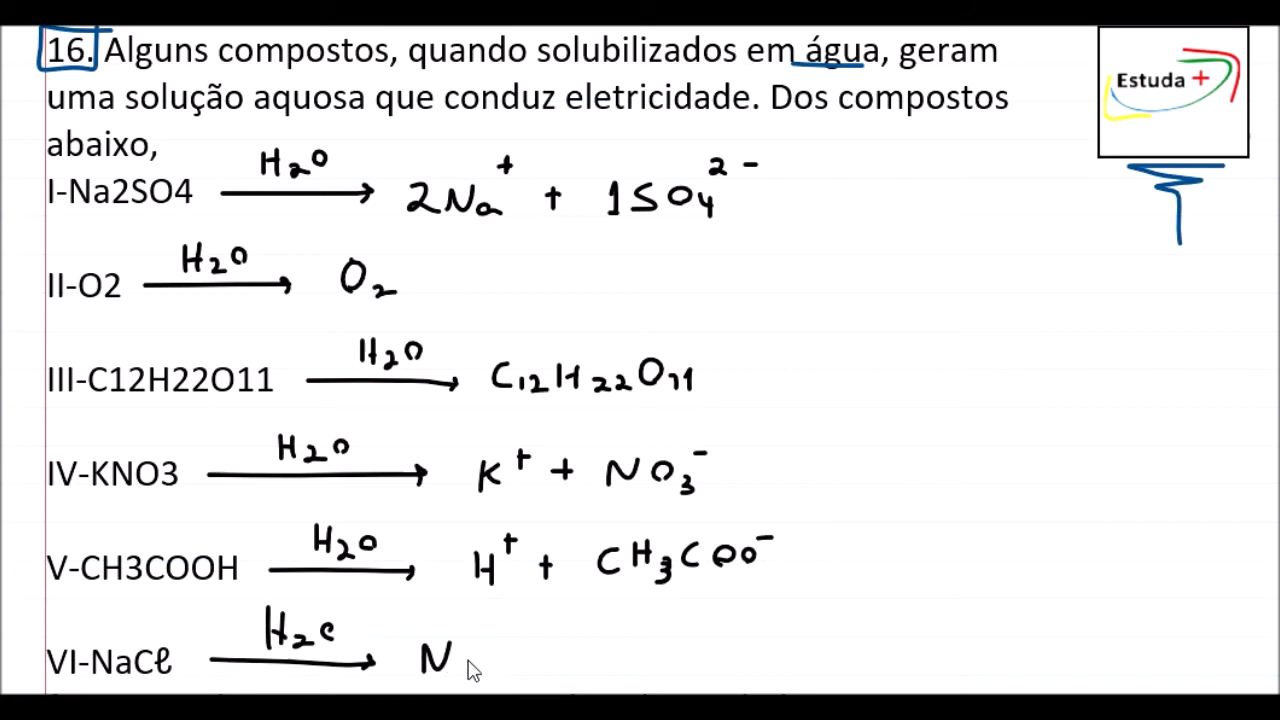 16. Alguns compostos, quando solubilizados em água, geram
uma solução aquosa que conduz eletricidade. Dos compostos
abaixo,
Estuda +
I-Na2SO4 H₂O 2Na⁺ + 1SO₄²⁻
II-O2 H₂O O₂
III-C12H22O11 H₂O C₁₂H₂₂O₁₁
IV-KNO3 H₂O K⁺ + NO₃⁻
V-CH3COOH H₂O H⁺ + CH₃COO⁻
VI-NaCℓ H₂O N